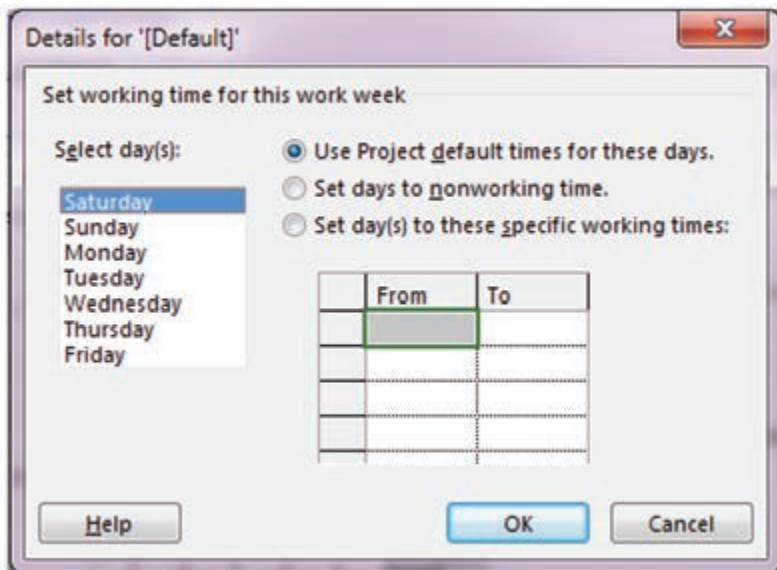 Details for '[Default]'
Set working time for this work week
Select day(s):
Saturday
Sunday
Monday
Tuesday
Wednesday
Thursday
Friday
Use Project default times for these days.
Set days to nonworking time.
Set day(s) to these specific working times:
From To
Help OK Cancel